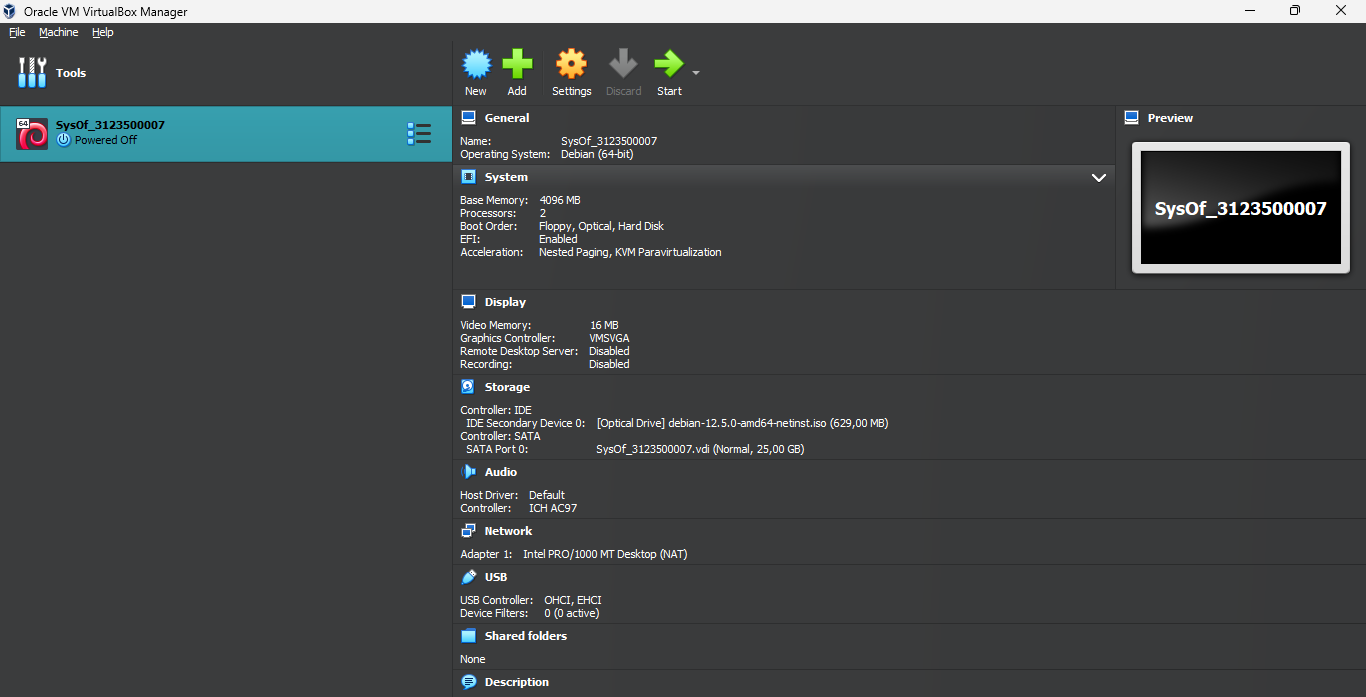 Oracle VM VirtualBox Manager
File Machine Help
Tools
New Add Settings Discard Start
64
SysOf_3123500007
Powered Off
General
Name: SysOf_3123500007
Operating System: Debian (64-bit)
System
Base Memory: 4096 MB
Processors: 2
Boot Order: Floppy, Optical, Hard Disk
EFI: Enabled
Acceleration: Nested Paging, KVM Paravirtualization
Preview
SysOf_3123500007
Display
Video Memory: 16 MB
Graphics Controller: VMSVGA
Remote Desktop Server: Disabled
Recording: Disabled
Storage
Controller: IDE
IDE Secondary Device 0: [Optical Drive] debian-12.5.0-amd64-netinst.iso (629,00 MB)
Controller: SATA
SATA Port 0: SysOf_3123500007.vdi (Normal, 25,00 GB)
Audio
Host Driver: Default
Controller: ICH AC97
Network
Adapter 1: Intel PRO/1000 MT Desktop (NAT)
USB
USB Controller: OHCI, EHCI
Device Filters: 0 (0 active)
Shared folders
None
Description